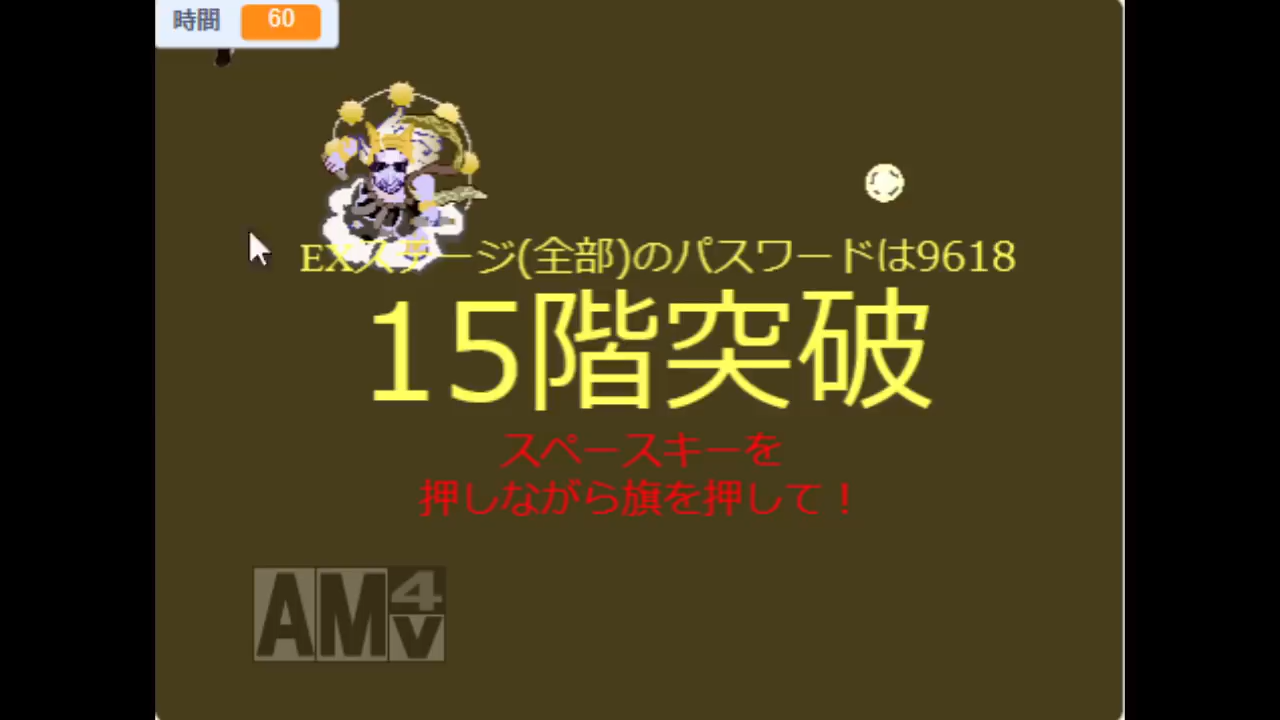 時間 60
EXステージ(全部)のパスワードは9618
15階突破
スペースキーを
押しながら旗を押して！
AM4V